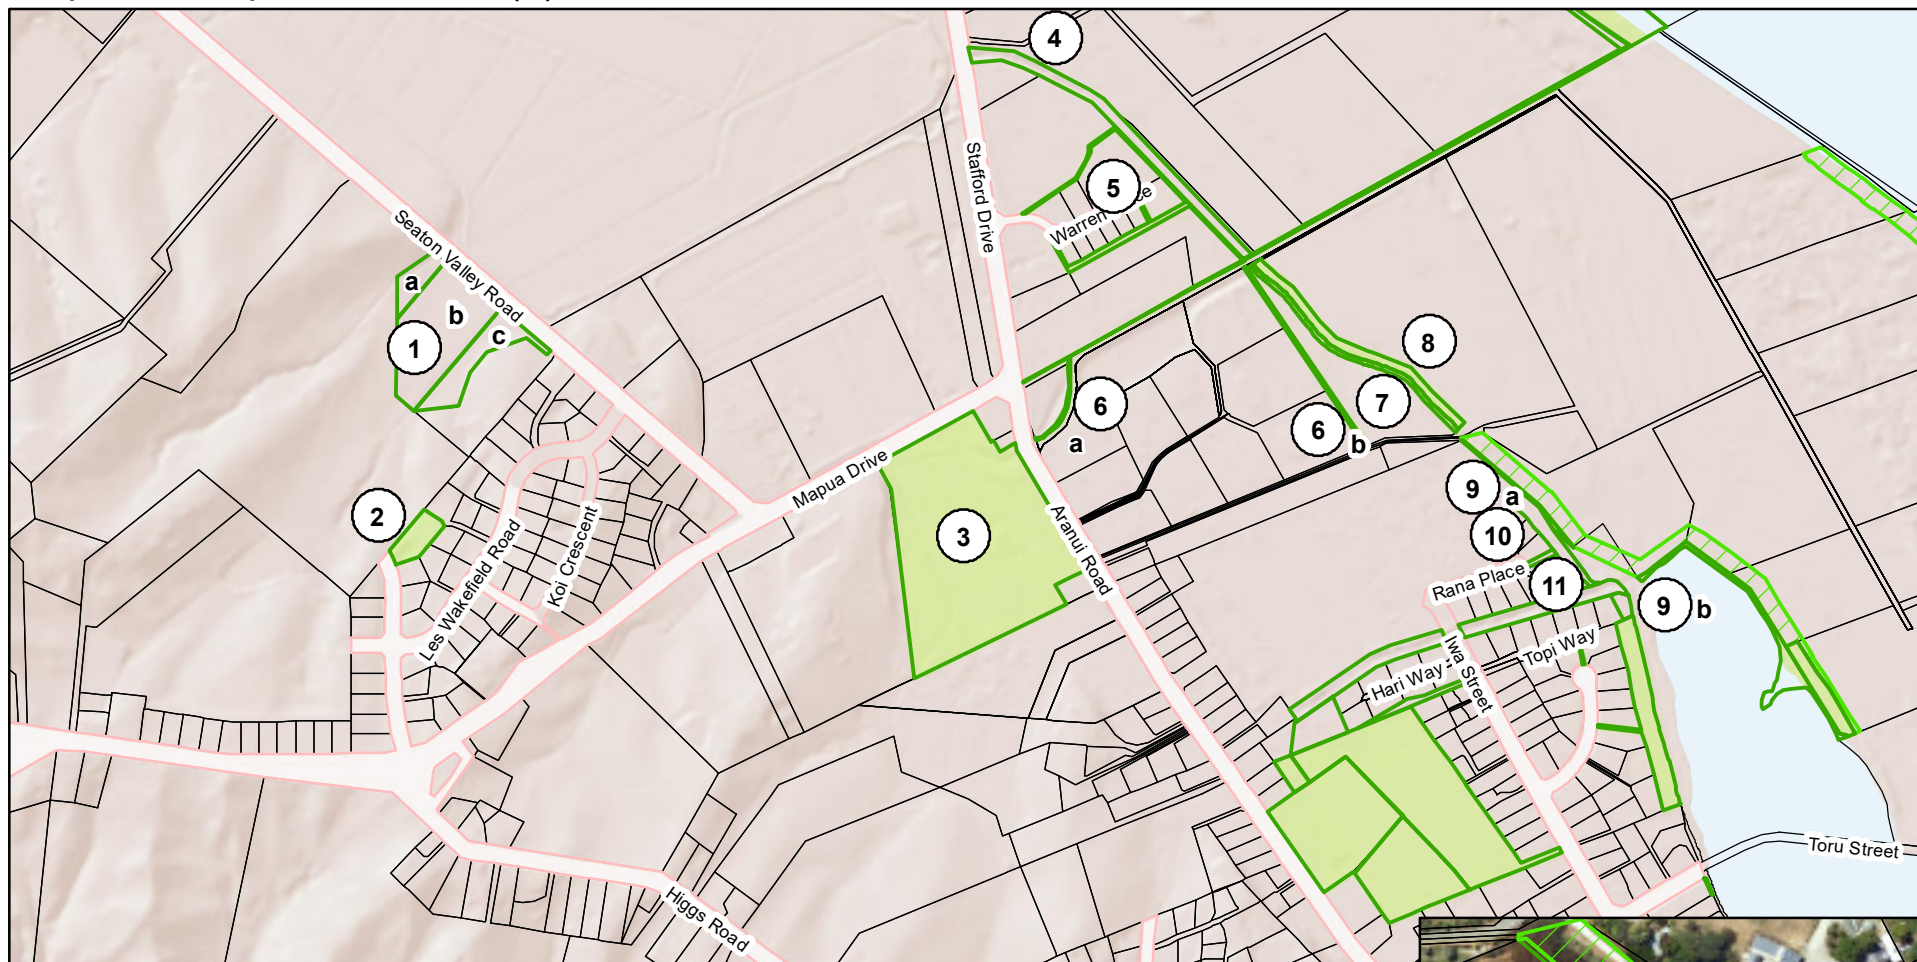 4
5
Warren
Stafford Drive
Seaton Valley Road
a
b
c
1
8
7
6
a
6
b
2
Mapua Drive
3
Aranui Road
9
a
10
Rana Place
11
9
b
Les Wakefield Road
Koi Crescent
Topi Way
Hari Way
Iwa Street
Toru Street
Higgs Road